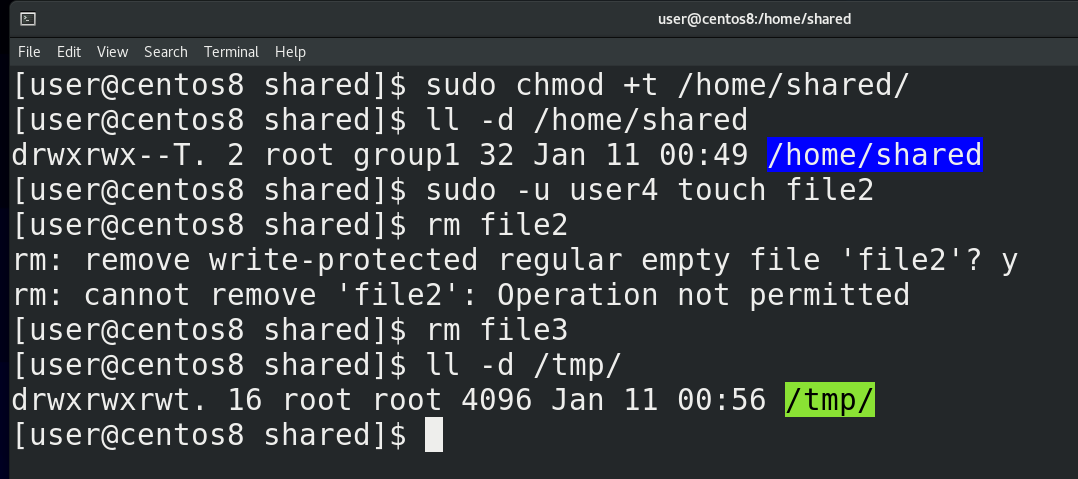 user@centos8:/home/shared
File Edit View Search Terminal Help
[user@centos8 shared]$ sudo chmod +t /home/shared/
[user@centos8 shared]$ ll -d /home/shared
drwxrwx--T. 2 root group1 32 Jan 11 00:49 /home/shared
[user@centos8 shared]$ sudo -u user4 touch file2
[user@centos8 shared]$ rm file2
rm: remove write-protected regular empty file 'file2'? y
rm: cannot remove 'file2': Operation not permitted
[user@centos8 shared]$ rm file3
[user@centos8 shared]$ ll -d /tmp/
drwxrwxrwt. 16 root root 4096 Jan 11 00:56 /tmp/
[user@centos8 shared]$